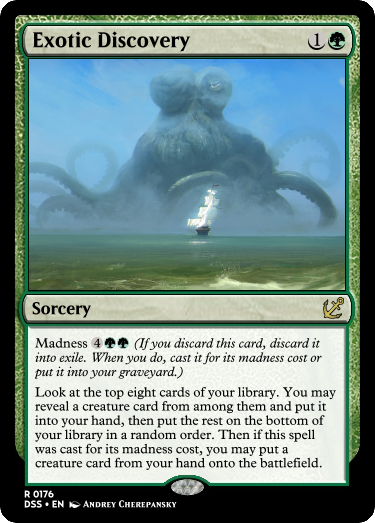 Exotic Discovery 1
Sorcery
Madness 4 (If you discard this card, discard it
into exile. When you do, cast it for its madness cost or
put it into your graveyard.)
Look at the top eight cards of your library. You may
reveal a creature card from among them and put it
into your hand, then put the rest on the bottom of
your library in a random order. Then if this spell
was cast for its madness cost, you may put a
creature card from your hand onto the battlefield.
R 0176
DSS • EN Andrey Cherepansky